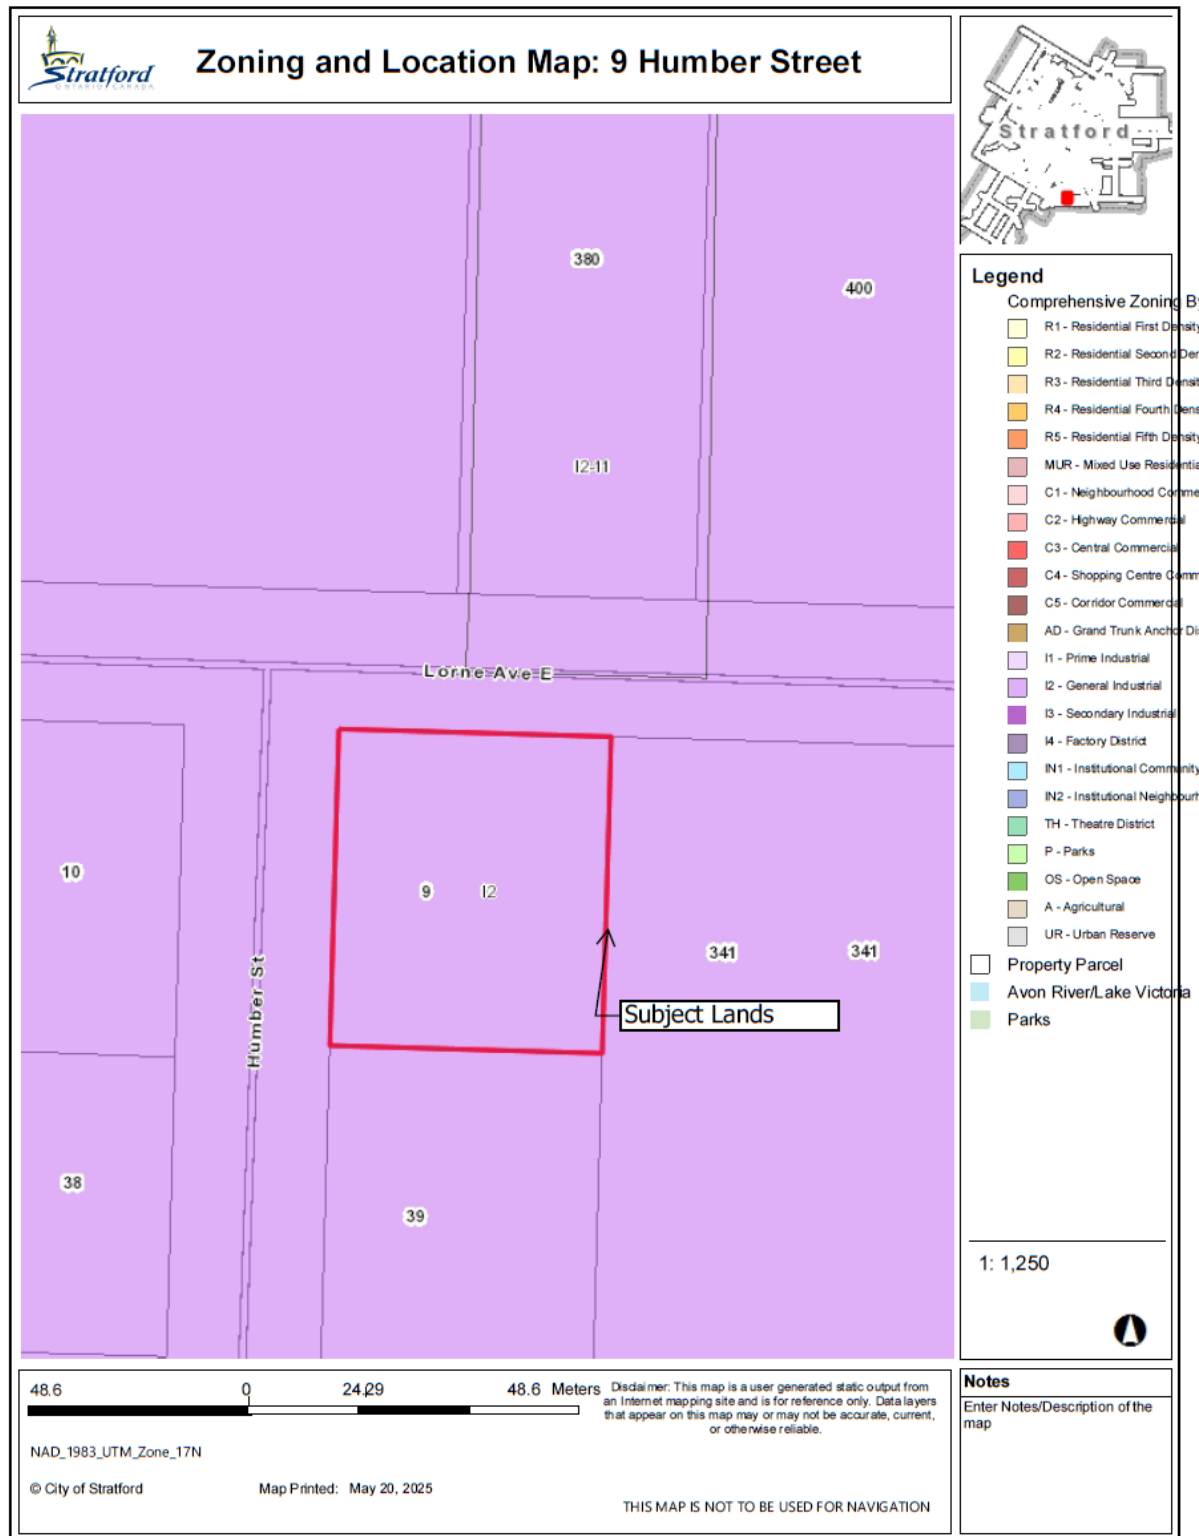 Stratford
ONTARIO CANADA
Zoning and Location Map: 9 Humber Street
Stratford
380
400
I2-11
Lorne Ave E
10
9
I2
341
341
Subject Lands
Humber St
38
39
Legend
Comprehensive Zoning By
R1 - Residential First Density
R2 - Residential Second Den
R3 - Residential Third Densit
R4 - Residential Fourth Dens
R5 - Residential Fifth Density
MUR - Mixed Use Residentia
C1 - Neighbourhood Comme
C2 - Highway Commercial
C3 - Central Commercial
C4 - Shopping Centre Comm
C5 - Corridor Commercial
AD - Grand Trunk Anchor Dis
I1 - Prime Industrial
I2 - General Industrial
I3 - Secondary Industrial
I4 - Factory District
IN1 - Institutional Community
IN2 - Institutional Neighbourh
TH - Theatre District
P - Parks
OS - Open Space
A - Agricultural
UR - Urban Reserve
Property Parcel
Avon River/Lake Victoria
Parks
1: 1,250
48.6 0 24.29 48.6 Meters
NAD_1983_UTM_Zone_17N
© City of Stratford
Map Printed: May 20, 2025
Disclaimer: This map is a user generated static output from
an Internet mapping site and is for reference only. Data layers
that appear on this map may or may not be accurate, current,
or otherwise reliable.
THIS MAP IS NOT TO BE USED FOR NAVIGATION
Notes
Enter Notes/Description of the
map